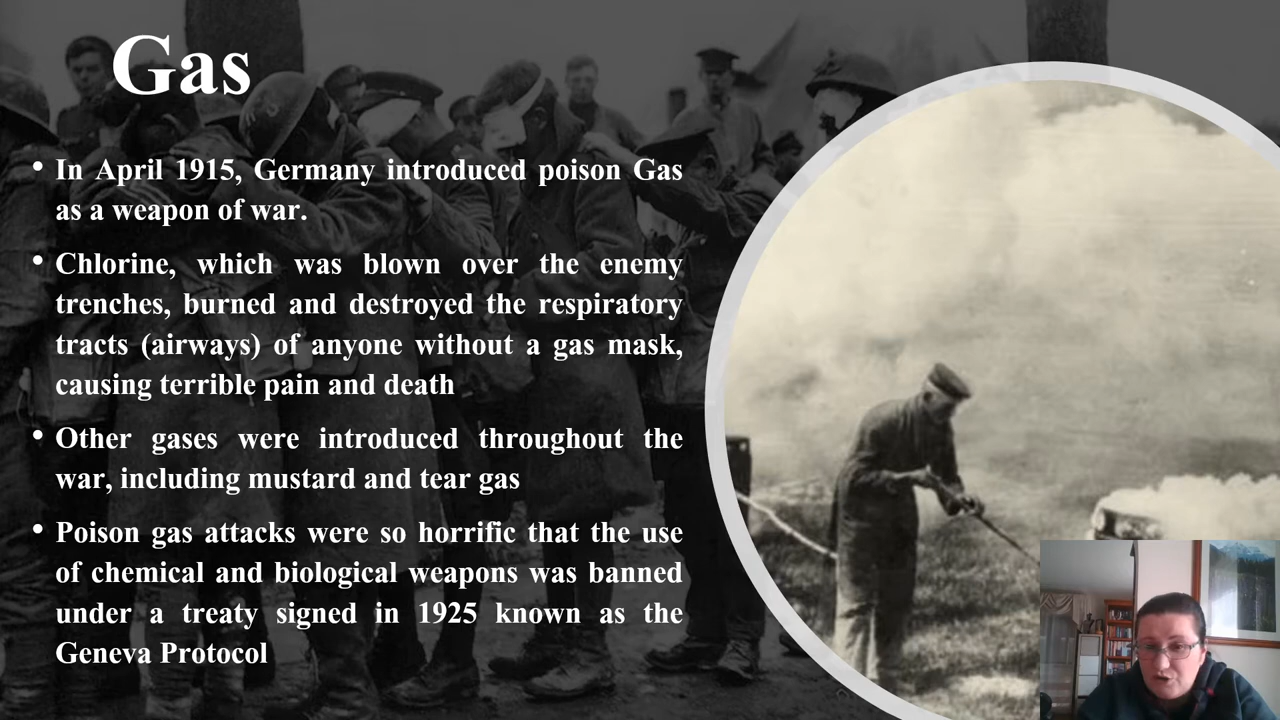 Gas
• In April 1915, Germany introduced poison Gas
as a weapon of war.
• Chlorine, which was blown over the enemy
trenches, burned and destroyed the respiratory
tracts (airways) of anyone without a gas mask,
causing terrible pain and death
• Other gases were introduced throughout the
war, including mustard and tear gas
• Poison gas attacks were so horrific that the use
of chemical and biological weapons was banned
under a treaty signed in 1925 known as the
Geneva Protocol